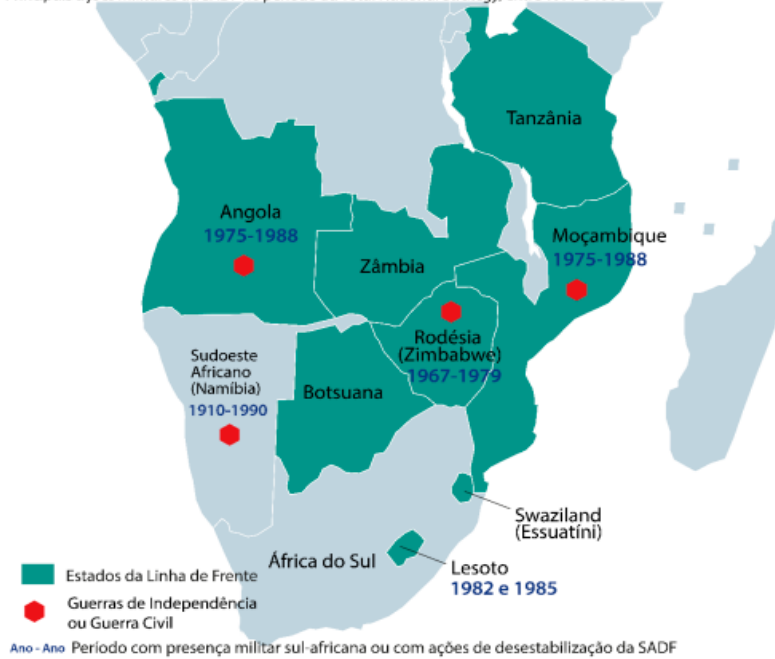 Tanzânia
Angola
1975-1988
Moçambique
1975-1988
Zâmbia
Rodésia
(Zimbabwe)
1967-1979
Sudoeste
Africano
(Namíbia)
1910-1990
Botsuana
Swaziland
(Essuatíni)
África do Sul
Lesoto
1982 e 1985
Estados da Linha de Frente
Guerras de Independência
ou Guerra Civil
Ano - Ano Período com presença militar sul-africana ou com ações de desestabilização da SADF